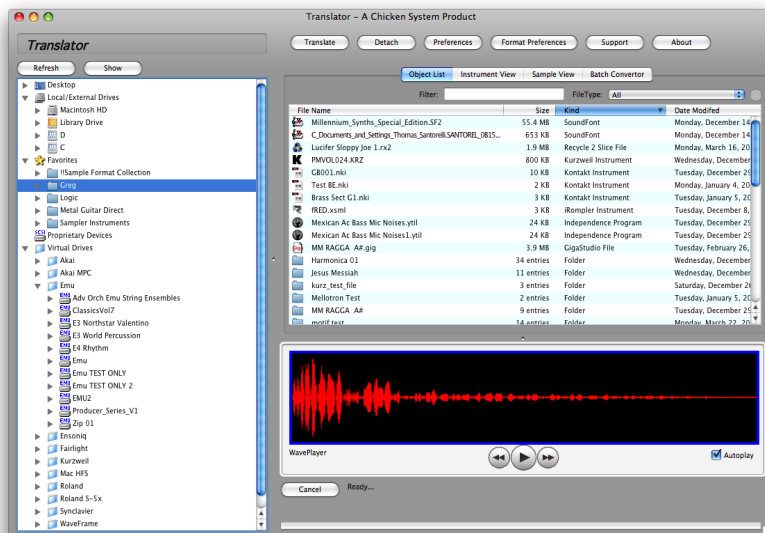 Translator - A Chicken System Product
Translator
Translate Detach Preferences Format Preferences Support About
Refresh Show
Object List Instrument View Sample View Batch Convertor
Filter: FileType: All
Desktop
Local/External Drives
Macintosh HD
Library Drive
D
C
Favorites
!!Sample Format Collection
Greg
Logic
Metal Guitar Direct
Sampler Instruments
Proprietary Devices
Virtual Drives
Akai
Akai MPC
Emu
Adv Orch Emu String Ensembles
ClassicsVol7
E3 Northstar Valentino
E3 World Percussion
E4 Rhythm
Emu
Emu TEST ONLY
Emu TEST ONLY 2
EMU2
Producer_Series_V1
Zip 01
Ensoniq
Fairlight
Kurzweil
Mac HFS
Roland
Roland S-5x
Synclavier
WaveFrame
File Name Size Kind Date Modifed
Millennium_Synths_Special_Edition.SF2 55.4 MB SoundFont Monday, December 14
C_Documents_and_Settings_Thomas_Santorelli.SANTOREL_0B15... 653 KB SoundFont Monday, December 14
Lucifer Sloppy Joe 1.rx2 1.9 MB Recycle 2 Slice File Monday, March 16, 20
PMVOL024.KRZ 800 KB Kurzweil Instrument Wednesday, December
GB001.nki 10 KB Kontakt Instrument Tuesday, December 29
Test BE.nki 2 KB Kontakt Instrument Monday, January 4, 20
Brass Sect G1.nki 3 KB Kontakt Instrument Tuesday, January 5, 20
fRED.xsml 3 KB iRompler Instrument Tuesday, December 8,
Mexican Ac Bass Mic Noises.ytil 24 KB Independence Program Tuesday, December 29
Mexican Ac Bass Mic Noises1.ytil 24 KB Independence Program Tuesday, December 29
MM RAGGA A#.gig 3.9 MB GigaStudio File Tuesday, February 26,
Harmonica 01 34 entries Folder Wednesday, December
Jesus Messiah 11 entries Folder Wednesday, December
kurz_test_file 3 entries Folder Saturday, December 26
Mellotron Test 2 entries Folder Tuesday, January 5, 20
MM RAGGA A# 9 entries Folder Tuesday, December 29
motif test 14 entries Folder Monday, March 22, 20
WavePlayer Autoplay
Cancel Ready...